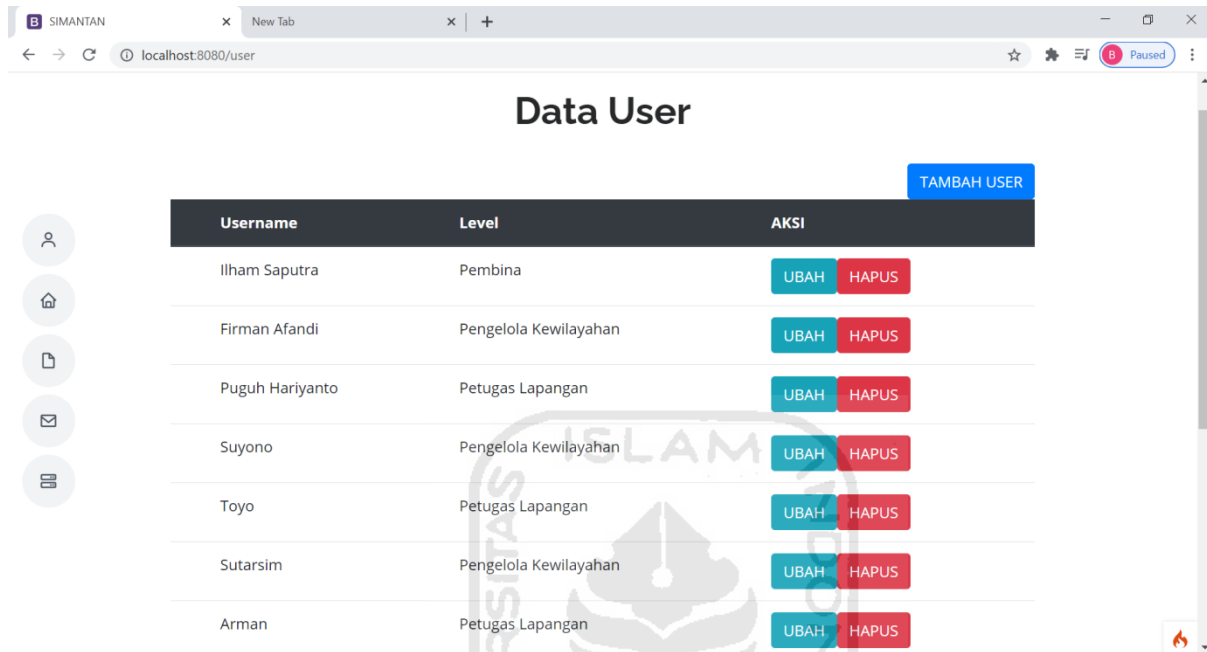 B SIMANTAN New Tab
localhost:8080/user B Paused
Data User
TAMBAH USER
Username Level AKSI
Ilham Saputra Pembina UBAH HAPUS
Firman Afandi Pengelola Kewilayahan UBAH HAPUS
Puguh Hariyanto Petugas Lapangan UBAH HAPUS
Suyono Pengelola Kewilayahan UBAH HAPUS
Toyo Petugas Lapangan UBAH HAPUS
Sutarsim Pengelola Kewilayahan UBAH HAPUS
Arman Petugas Lapangan UBAH HAPUS
ISLAM